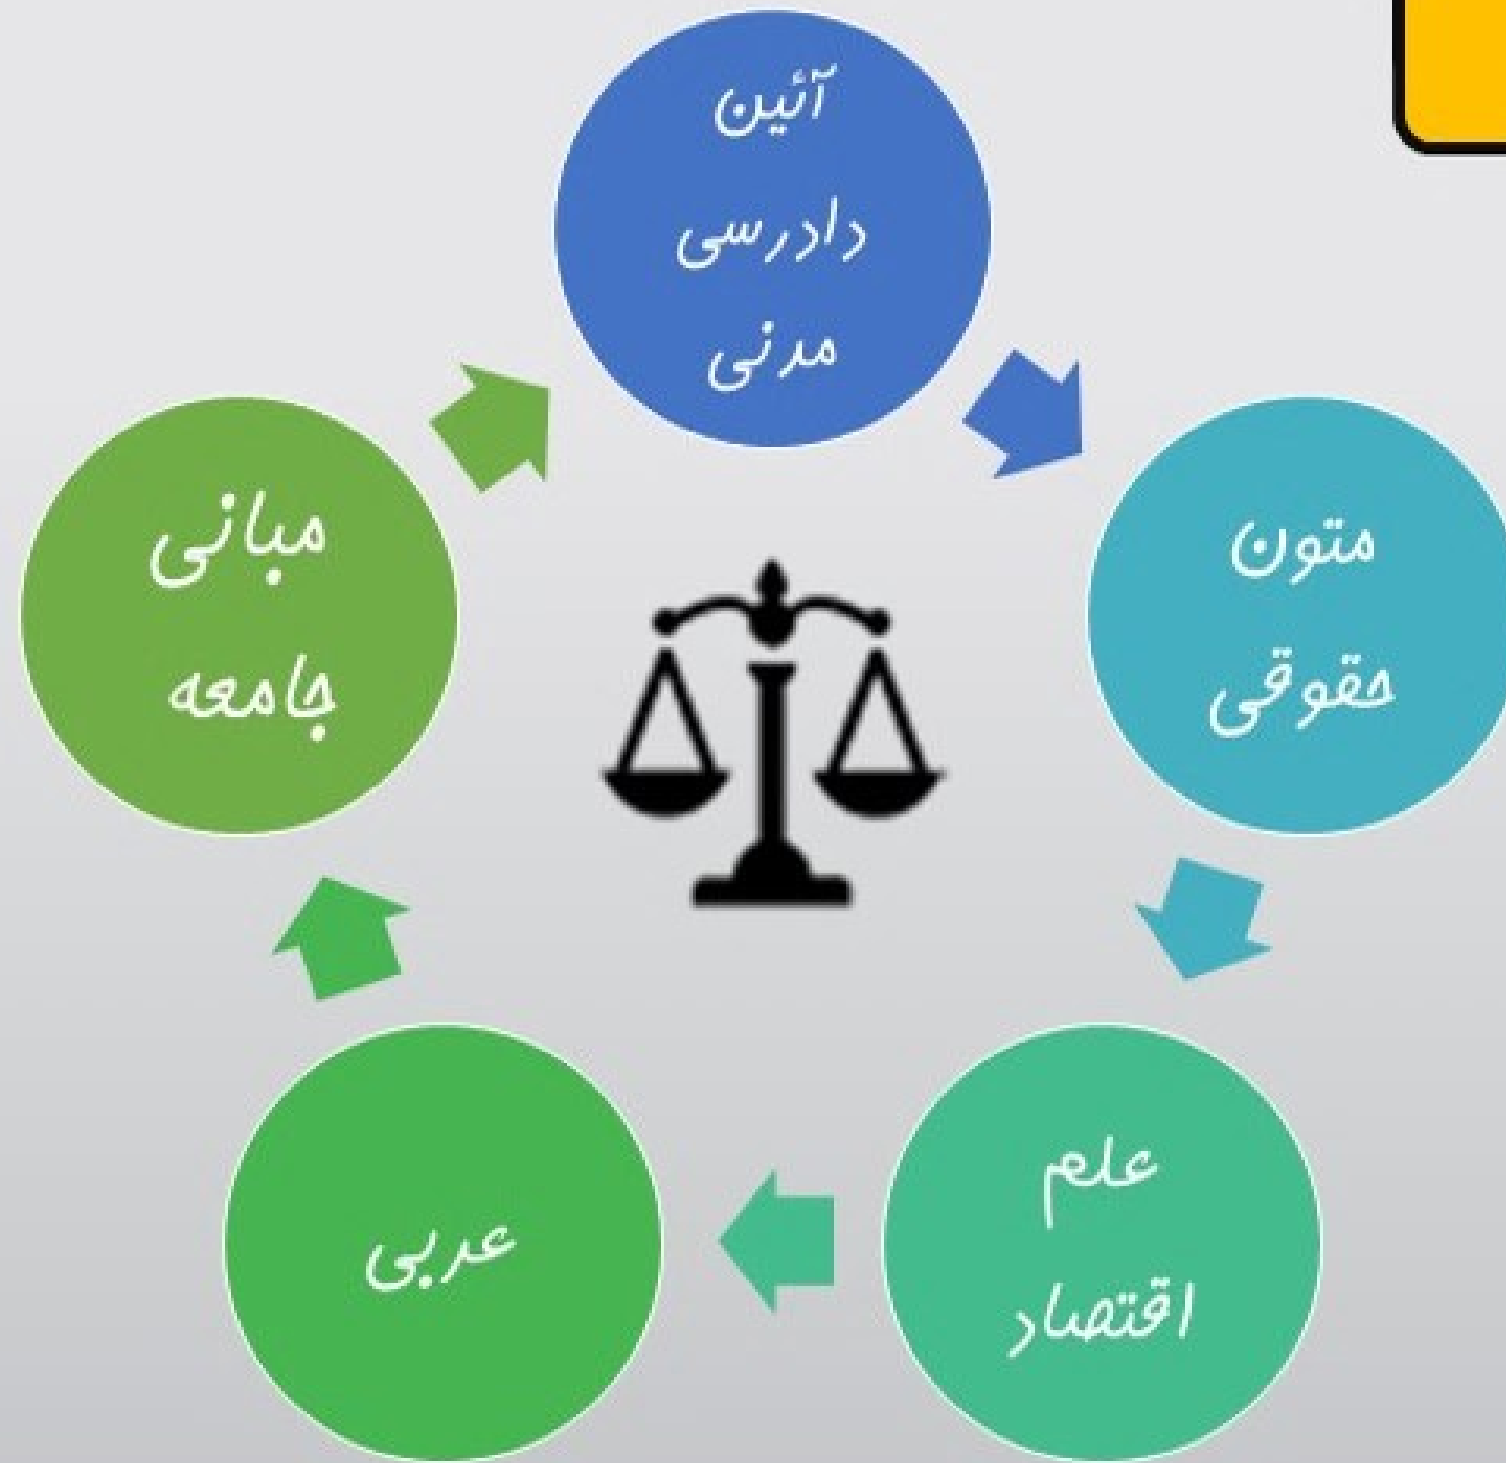 آئین
دادرسی
مدنی
متون
حقوقی
علم
اقتصاد
عربی
مبانی
جامعه